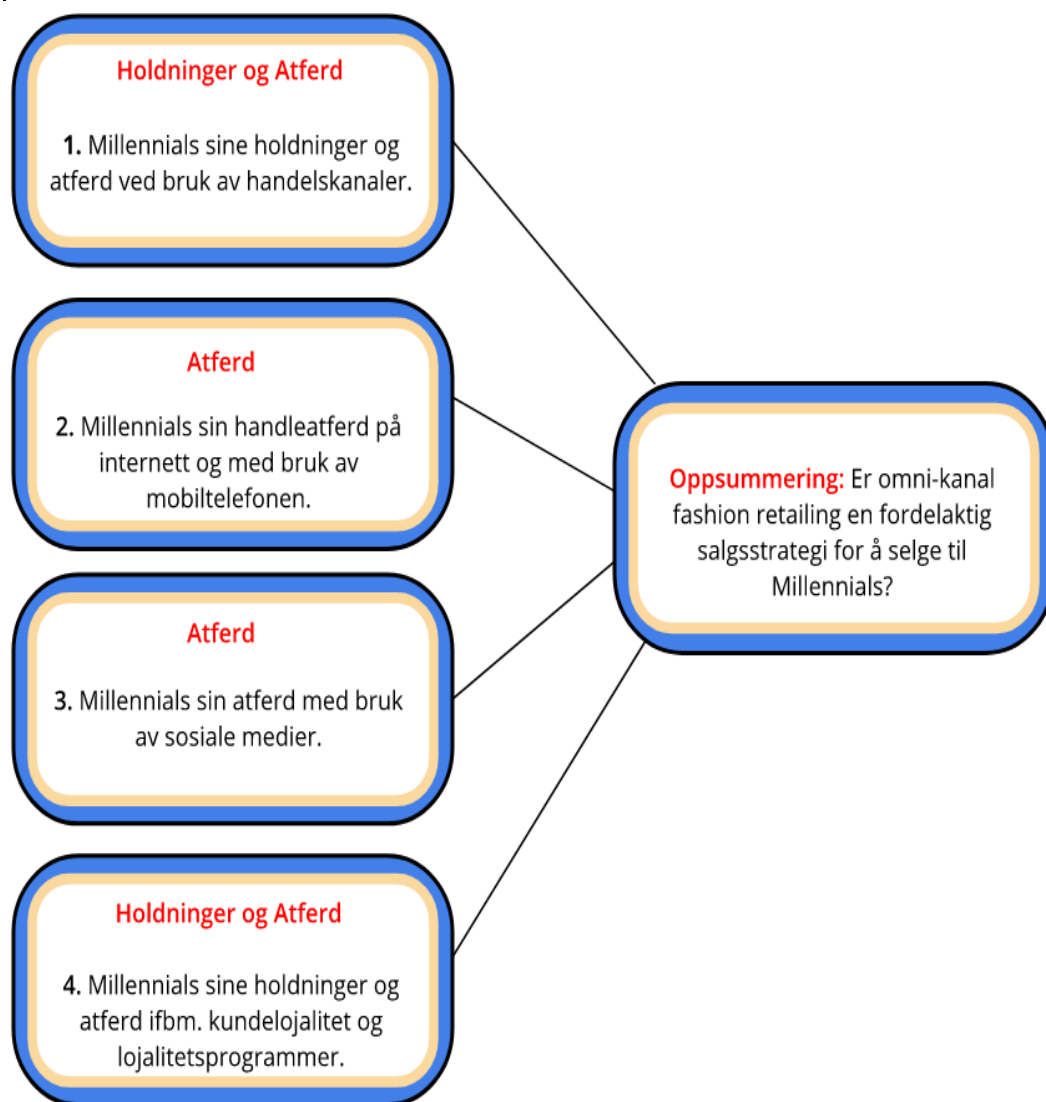 Holdninger og Atferd
1. Millennials sine holdninger og
atferd ved bruk av handelskanaler.
Atferd
2. Millennials sin handleatferd på
internett og med bruk av
mobiltelefonen.
Atferd
3. Millennials sin atferd med bruk
av sosiale medier.
Holdninger og Atferd
4. Millennials sine holdninger og
atferd ifbm. kundelojalitet og
lojalitetsprogrammer.
Oppsummering: Er omni-kanal
fashion retailing en fordelaktig
salgsstrategi for å selge til
Millennials?